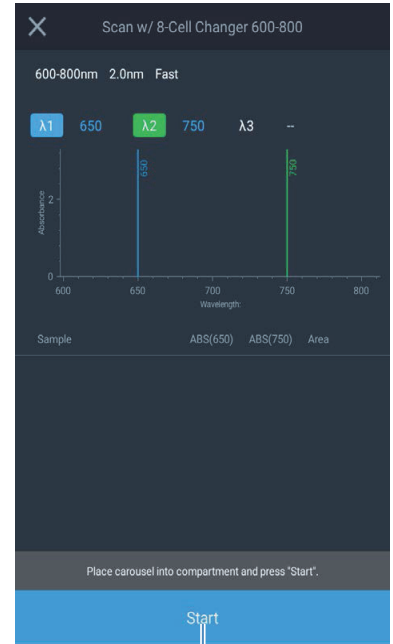 Scan w/ 8-Cell Changer 600-800
600-800nm 2.0nm Fast
λ1 650 λ2 750 λ3 --
650
750
2
Absorbance
0
600 650 700 750 800
Wavelength:
Sample ABS(650) ABS(750) Area
Place carousel into compartment and press "Start".
Start